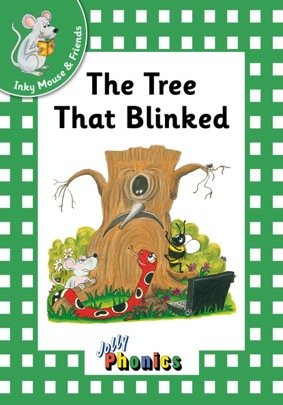 Inky Mouse & Friends
The Tree
That Blinked
Jolly
Phonics